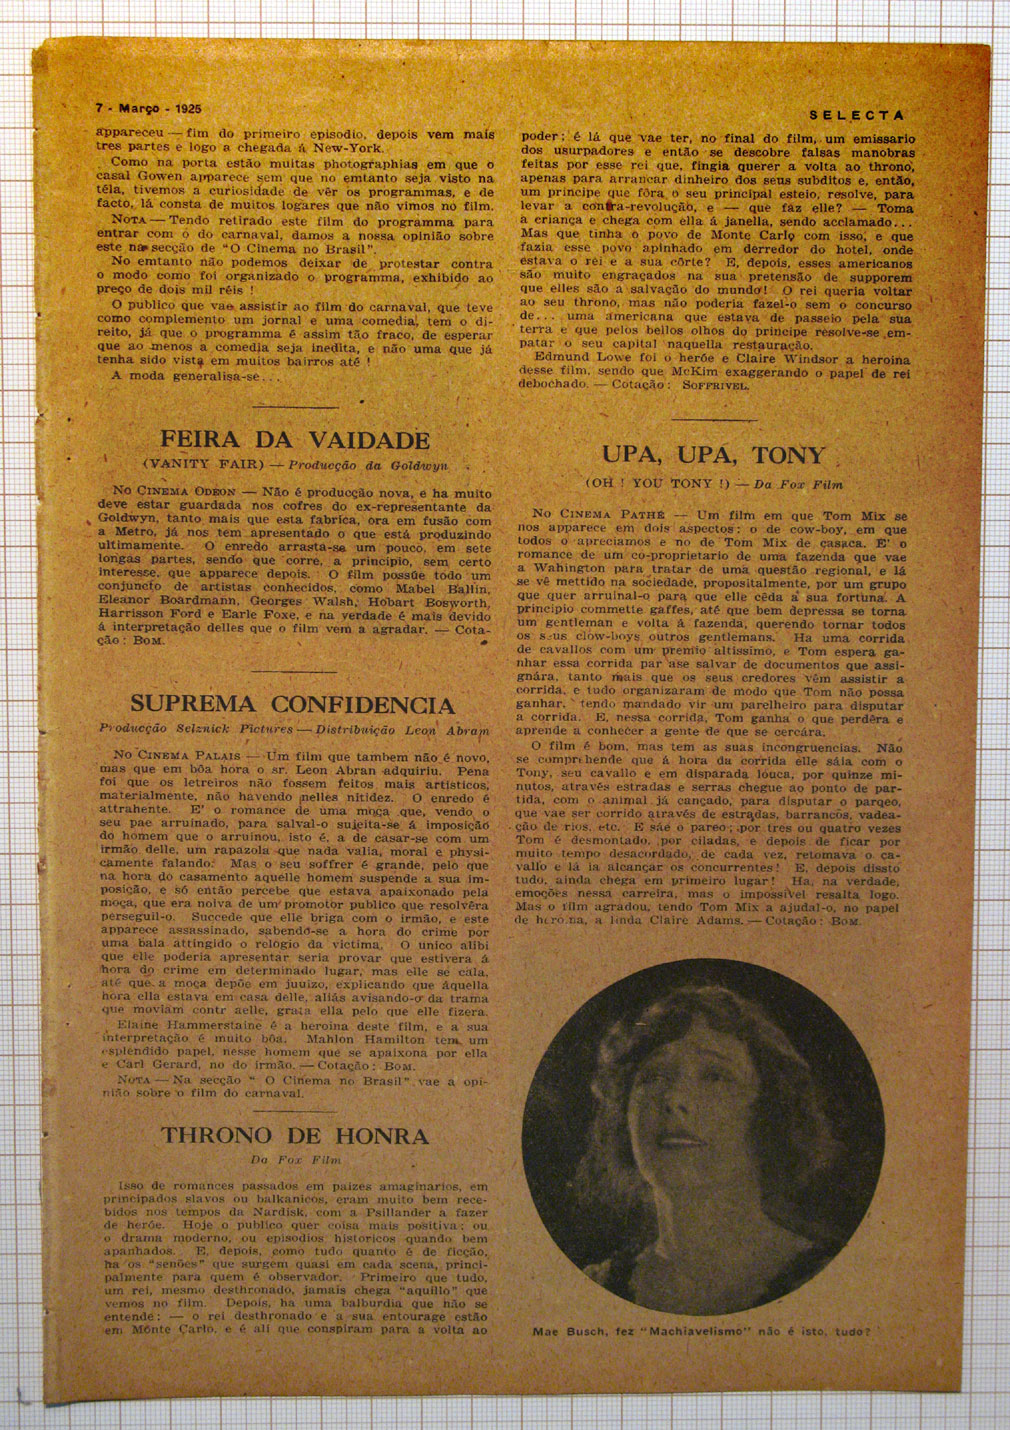 7 - Março - 1925
SELECTA
appareceu — fim do primeiro episodio, depois vem mais
tres partes e logo a chegada á New-York.
Como na porta estão muitas photographias em que o
casal Gowen apparece sem que no emtanto seja visto na
téla, tivemos a curiosidade de vêr os programmas, e de
facto, lá consta de muitos logares que não vimos no film.
NOTA — Tendo retirado este film do programma para
entrar com o do carnaval, damos a nossa opinião sobre
este na secção de "O Cinema no Brasil".
No emtanto não podemos deixar de protestar contra
o modo como foi organizado o programma, exhibido ao
preço de dois mil réis !
O publico que vae assistir ao film do carnaval, que teve
como complemento um jornal e uma comedia, tem o di-
reito, já que o programma é assim tão fraco, de esperar
que ao menos a comedia seja inedita, e não uma que já
tenha sido vista em muitos bairros até !
A moda generalisa-se...
FEIRA DA VAIDADE
(VANITY FAIR) — Producção da Goldwyn
NO CINEMA ODEON — Não é producção nova, e ha muito
deve estar guardada nos cofres do ex-representante da
Goldwyn, tanto mais que esta fabrica, ora em fusão com
a Metro, já nos tem apresentado o que está produzindo
ultimamente. O enredo arrasta-se um pouco, em sete
longas partes, sendo que corre, a principio, sem certo
interesse, que apparece depois. O film possúe todo um
conjuncto de artistas conhecidos, como Mabel Ballin,
Eleanor Boardmann, Georges Walsh, Hobart Bosworth,
Harrisson Ford e Earle Foxe, e na verdade é mais devido
á interpretação delles que o film vem a agradar. — Cota-
ção : BOM.
SUPREMA CONFIDENCIA
Producção Selznick Pictures — Distribuição Leon Abram
NO CINEMA PALAIS — Um film que tambem não é novo,
mas que em bôa hora o sr. Leon Abran adquiriu. Pena
foi que os letreiros não fossem feitos mais artisticos,
materialmente, não havendo nelles nitidez. O enredo é
attrahente. E' o romance de uma moça que, vendo o
seu pae arruinado, para salval-o sujeita-se á imposição
do homem que o arruinou, isto é, a de casar-se com um
irmão delle, um rapazola que nada valia, moral e physi-
camente falando. Mas o seu soffrer é grande, pelo que
na hora do casamento aquelle homem suspende a sua im-
posição, e só então percebe que estava apaixonado pela
moça, que era noiva de um promotor publico que resolvêra
perseguil-o. Succede que elle briga com o irmão, e este
apparece assassinado, sabendo-se a hora do crime por
uma bala attingido o relogio da victima. O unico alibi
que elle poderia apresentar seria provar que estivera á
hora do crime em determinado lugar, mas elle se cala,
até que a moça depõe em juuizo, explicando que áquella
hora ella estava em casa delle, aliás avisando-o da trama
que moviam contr aelle, grata ella pelo que elle fizera.
Elaine Hammerstaine é a heroina deste film, e a sua
interpretação é muito bôa. Mahlon Hamilton tem um
esplendido papel, nesse homem que se apaixona por ella
e Carl Gerard, no do irmão. — Cotação : BOM.
NOTA — Na secção " O Cinema no Brasil" vae a opi-
nião sobre o film do carnaval.
THRONO DE HONRA
Da Fox Film
Isso de romances passados em paizes amaginarios, em
principados slavos ou balkanicos, eram muito bem rece-
bidos nos tempos da Nardisk, com a Psillander a fazer
de heróe. Hoje o publico quer coisa mais positiva : ou
o drama moderno, ou episodios historicos quando bem
apanhados. E, depois, como tudo quanto é de ficção,
ha os "senões" que surgem quasi em cada scena, princi-
palmente para quem é observador. Primeiro que tudo,
um rei, mesmo desthronado, jamais chega "aquillo" que
vemos no film. Depois, ha uma balburdia que não se
entende : — o rei desthronado e a sua entourage estão
em Mônte Carlo, e é ali que conspiram para a volta ao
poder ; é lá que vae ter, no final do film, um emissario
dos usurpadores e então se descobre falsas manobras
feitas por esse rei que, fingia querer a volta ao throno,
apenas para arrancar dinheiro dos seus subditos e, então,
um principe que fôra o seu principal esteio, resolve, para
levar a contra-revolução, e — que faz elle? — Toma
a criança e chega com ella á janella, sendo acclamado...
Mas que tinha o povo de Monte Carlo com isso, e que
fazia esse povo apinhado em derredor do hotel, onde
estava o rei e a sua côrte? E, depois, esses americanos
são muito engraçados na sua pretensão de supporem
que elles são a salvação do mundo! O rei queria voltar
ao seu throno, mas não poderia fazel-o sem o concurso
de... uma americana que estava de passeio pela sua
terra e que pelos bellos olhos do principe resolve-se em-
patar o seu capital naquella restauração.
Edmund Lowe foi o heróe e Claire Windsor a heroina
desse film, sendo que McKim exaggerando o papel de rei
debochado. — Cotação : SOFFRIVEL.
UPA, UPA, TONY
(OH ! YOU TONY !) — Da Fox Film
NO CINEMA PATHÉ — Um film em que Tom Mix se
nos apparece em dois aspectos : o de cow-boy, em que
todos o apreciamos e no de Tom Mix de casaca. E' o
romance de um co-proprietario de uma fazenda que vae
a Wahington para tratar de uma questão regional, e lá
se vê mettido na sociedade, propositalmente, por um grupo
que quer arruinal-o para que elle cêda a sua fortuna. A
principio commette gaffes, até que bem depressa se torna
um gentleman e volta á fazenda, querendo tornar todos
os seus clow-boys outros gentlemans. Ha uma corrida
de cavallos com um premio altissimo, e Tom espera ga-
nhar essa corrida par ase salvar de documentos que assi-
gnára, tanto mais que os seus credores vêm assistir a
corrida, e tudo organizaram de modo que Tom não possa
ganhar, tendo mandado vir um parelheiro para disputar
a corrida. E, nessa corrida, Tom ganha o que perdêra e
aprende a conhecer a gente de que se cercára.
O film é bom, mas tem as suas incongruencias. Não
se comprehende que á hora da corrida elle sáia com o
Tony, seu cavallo e em disparada louca, por quinze mi-
nutos, através estradas e serras chegue ao ponto de par-
tida, com o animal já cançado, para disputar o parqeo,
que vae ser corrido através de estradas, barrancos, vadea-
ção de rios, etc. E sáe o pareo ; por tres ou quatro vezes
Tom é desmontado, por ciladas, e depois de ficar por
muito tempo desacordado, de cada vez, retomava o ca-
vallo e lá ia alcançar os concurrentes ! E, depois dissto
tudo, ainda chega em primeiro lugar! Ha, na verdade,
emoções nessa carreira, mas o impossivel resalta logo.
Mas o film agradou, tendo Tom Mix a ajudal-o, no papel
de heroina, a linda Claire Adams. — Cotação : BOM.
Mae Busch, fez "Machiavelismo" não é isto, tudo?